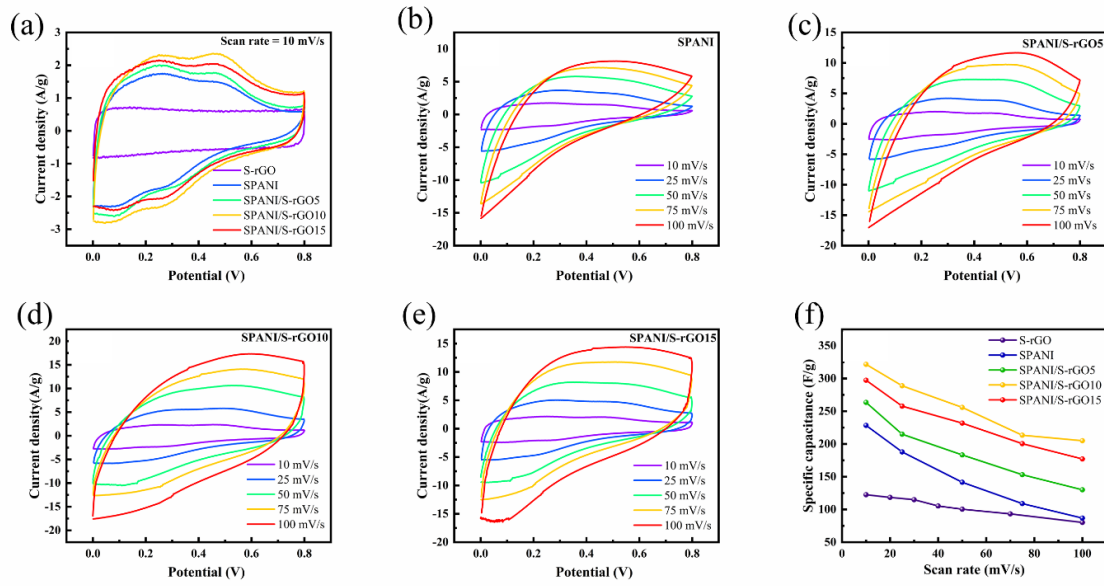 (a)
Scan rate = 10 mV/s
3
2
1
0
-1
-2
-3
Current density (A/g)
S-rGO
SPANI
SPANI/S-rGO5
SPANI/S-rGO10
SPANI/S-rGO15
0.0 0.2 0.4 0.6 0.8
Potential (V)
(b)
SPANI
15
10
5
0
-5
-10
-15
-20
Current density(A/g)
10 mV/s
25 mV/s
50 mV/s
75 mV/s
100 mV/s
0.0 0.2 0.4 0.6 0.8
Potential (V)
(c)
SPANI/S-rGO5
15
10
5
0
-5
-10
-15
-20
Current density(A/g)
10 mV/s
25 mV/s
50 mV/s
75 mV/s
100 mVs
0.0 0.2 0.4 0.6 0.8
Potential (V)
(d)
SPANI/S-rGO10
20
15
10
5
0
-5
-10
-15
-20
Current density(A/g)
10 mV/s
25 mV/s
50 mV/s
75 mV/s
100 mV/s
0.0 0.2 0.4 0.6 0.8
Potential (V)
(e)
SPANI/S-rGO15
15
10
5
0
-5
-10
-15
-20
Current density(A/g)
10 mV/s
25 mV/s
50 mV/s
75 mV/s
100 mV/s
0.0 0.2 0.4 0.6 0.8
Potential (V)
(f)
350
300
250
200
150
100
50
Specific capacitance (F/g)
S-rGO
SPANI
SPANI/S-rGO5
SPANI/S-rGO10
SPANI/S-rGO15
0 20 40 60 80 100
Scan rate (mV/s)